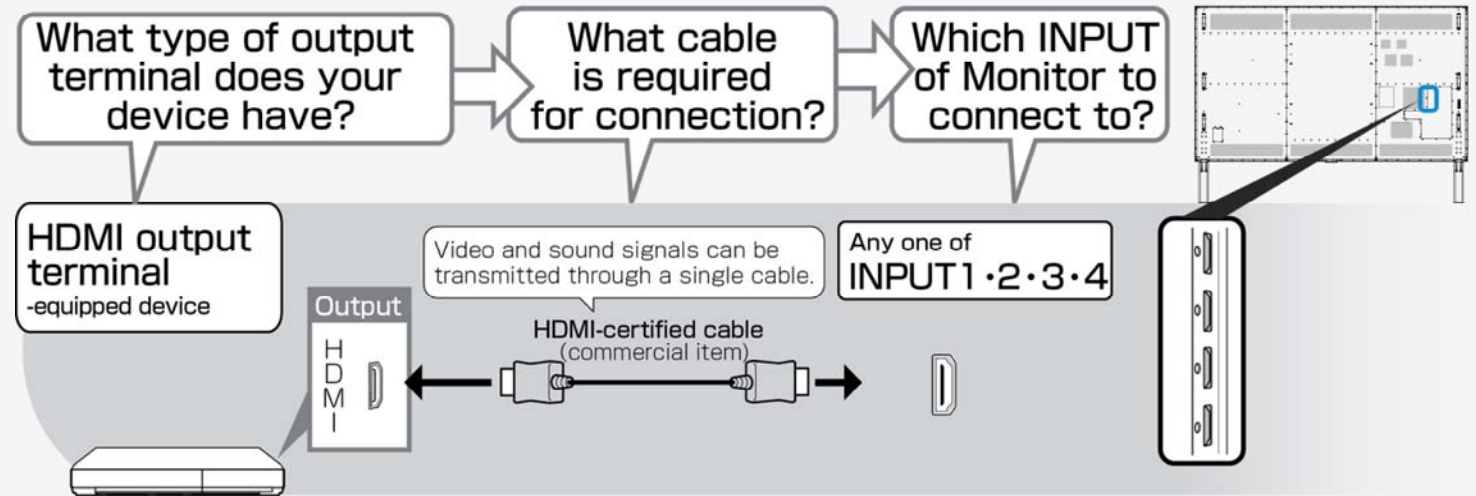 What type of output
terminal does your
device have?
What cable
is required
for connection?
Which INPUT
of Monitor to
connect to?
HDMI output
terminal
-equipped device
Output
HDMI
Video and sound signals can be
transmitted through a single cable.
HDMI-certified cable
(commercial item)
Any one of
INPUT1・2・3・4